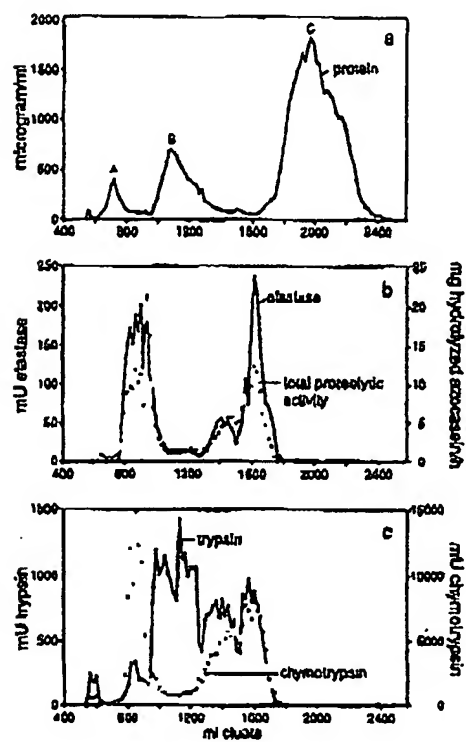 2000
1500
1000
500
0
microgram/ml
a
A
B
C
protein
400 800 1200 1600 2000 2400
250
200
150
100
50
0
mU elastase
b
elastase
total proteolytic
activity
25
20
15
10
5
0
mg hydrolyzed azocasein/h
400 800 1200 1600 2000 2400
1500
1000
500
0
mU trypsin
c
trypsin
chymotrypsin
15000
10000
5000
0
mU chymotrypsin
400 800 1200 1600 2000 2400
ml eluate